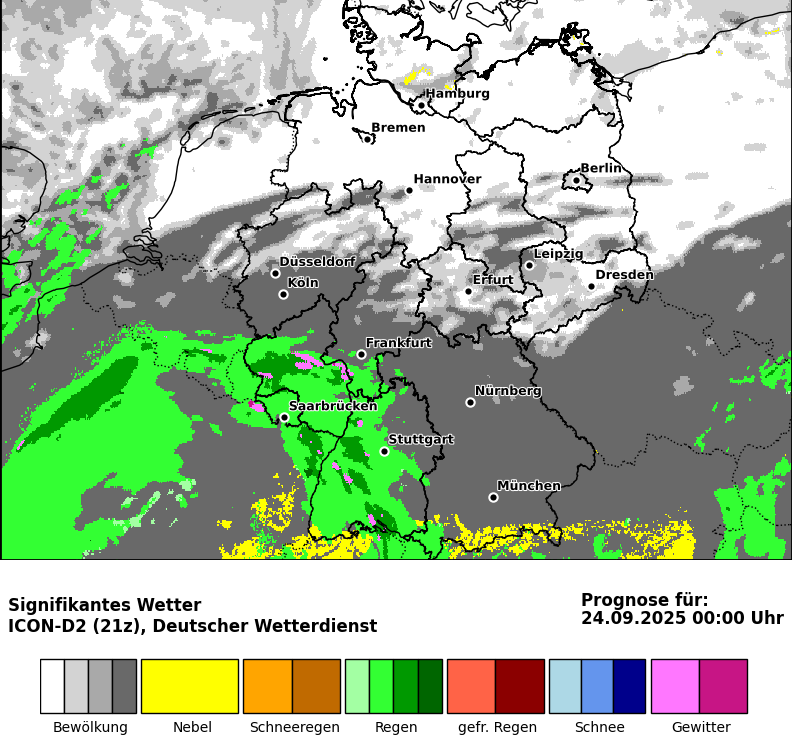 Hamburg
Bremen
Berlin
Hannover
Leipzig
Düsseldorf
Dresden
Köln
Erfurt
Frankfurt
Nürnberg
Saarbrücken
Stuttgart
München
Signifikantes Wetter
ICON-D2 (21z), Deutscher Wetterdienst
Prognose für:
24.09.2025 00:00 Uhr
Bewölkung Nebel Schneeregen Regen gefr. Regen Schnee Gewitter